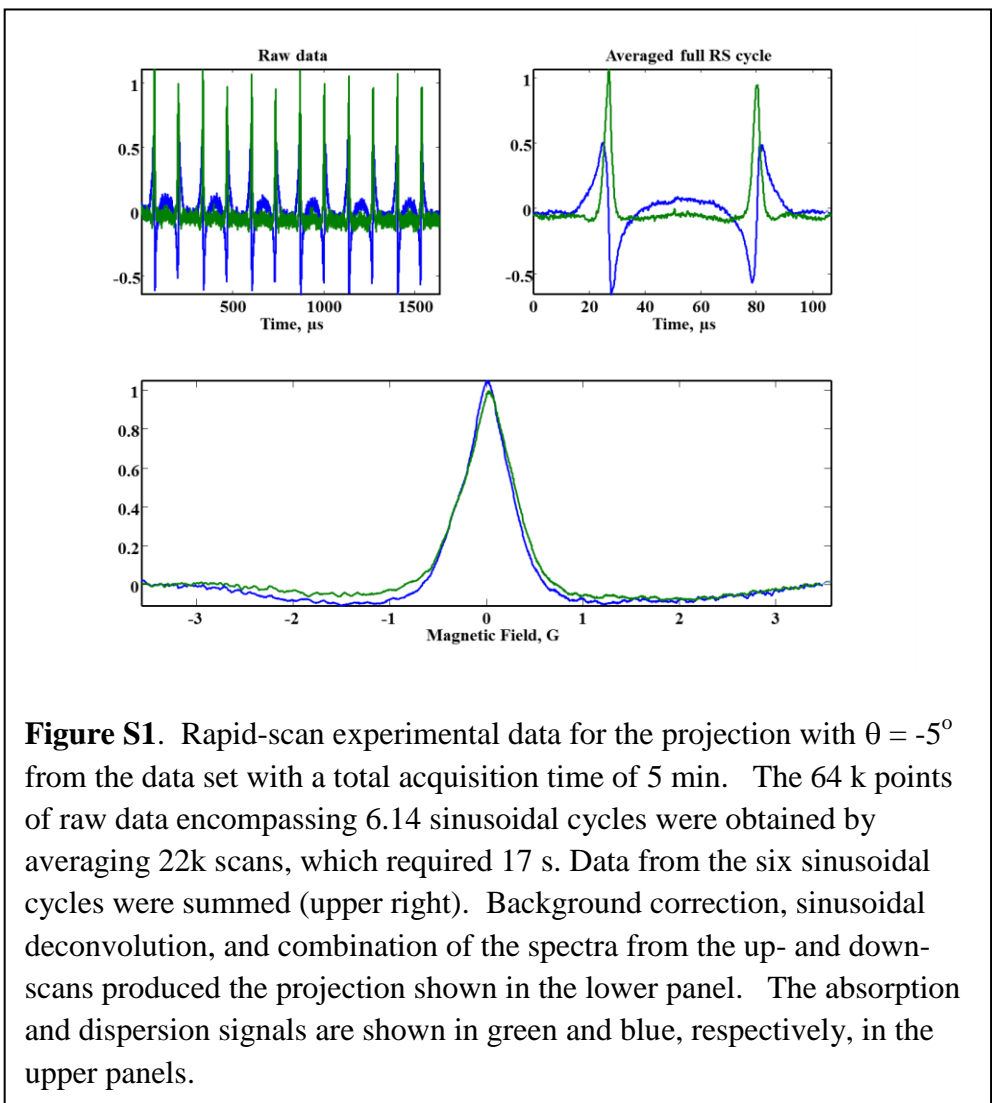 Raw data
1
0.5
0
-0.5
500 1000 1500
Time, µs
Averaged full RS cycle
1
0.5
0
-0.5
0 20 40 60 80 100
Time, µs
1
0.8
0.6
0.4
0.2
0
-3 -2 -1 0 1 2 3
Magnetic Field, G
Figure S1. Rapid-scan experimental data for the projection with θ = -5°
from the data set with a total acquisition time of 5 min. The 64 k points
of raw data encompassing 6.14 sinusoidal cycles were obtained by
averaging 22k scans, which required 17 s. Data from the six sinusoidal
cycles were summed (upper right). Background correction, sinusoidal
deconvolution, and combination of the spectra from the up- and down-
scans produced the projection shown in the lower panel. The absorption
and dispersion signals are shown in green and blue, respectively, in the
upper panels.